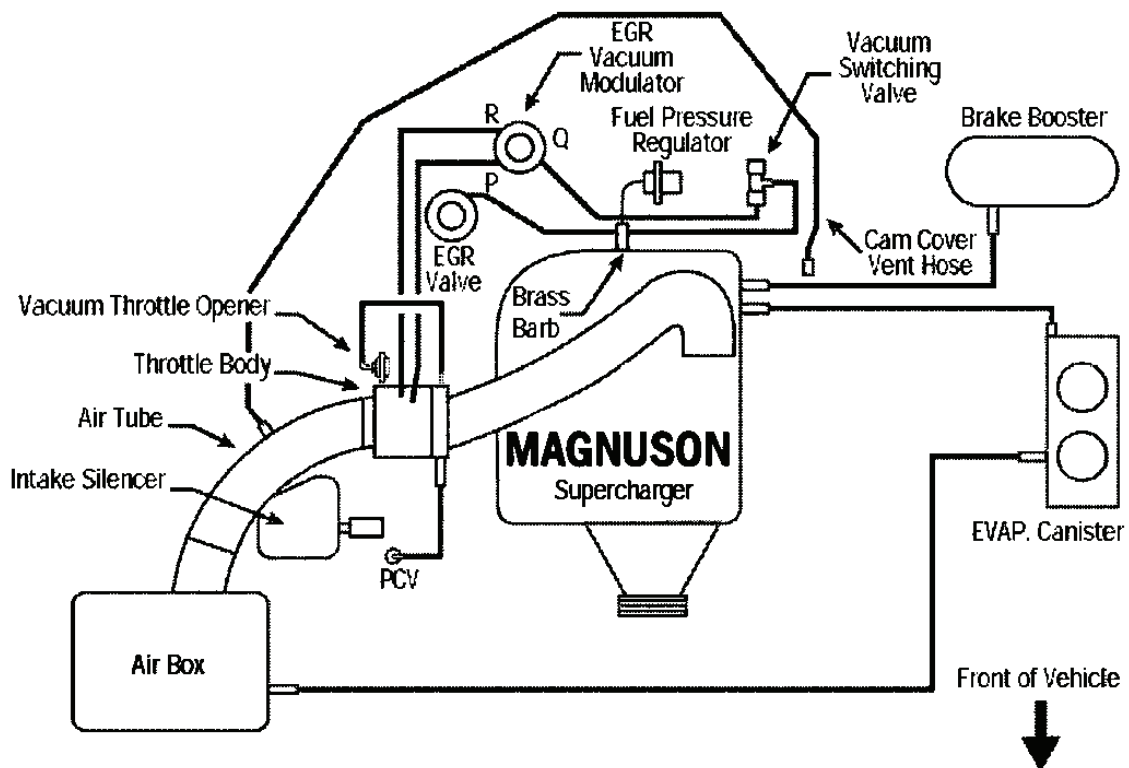 EGR
Vacuum
Modulator
Vacuum
Switching
Valve
R
Q
Fuel Pressure
Regulator
Brake Booster
P
EGR
Valve
Cam Cover
Vent Hose
Brass
Barb
Vacuum Throttle Opener
Throttle Body
Air Tube
Intake Silencer
MAGNUSON
Supercharger
EVAP. Canister
PCV
Air Box
Front of Vehicle